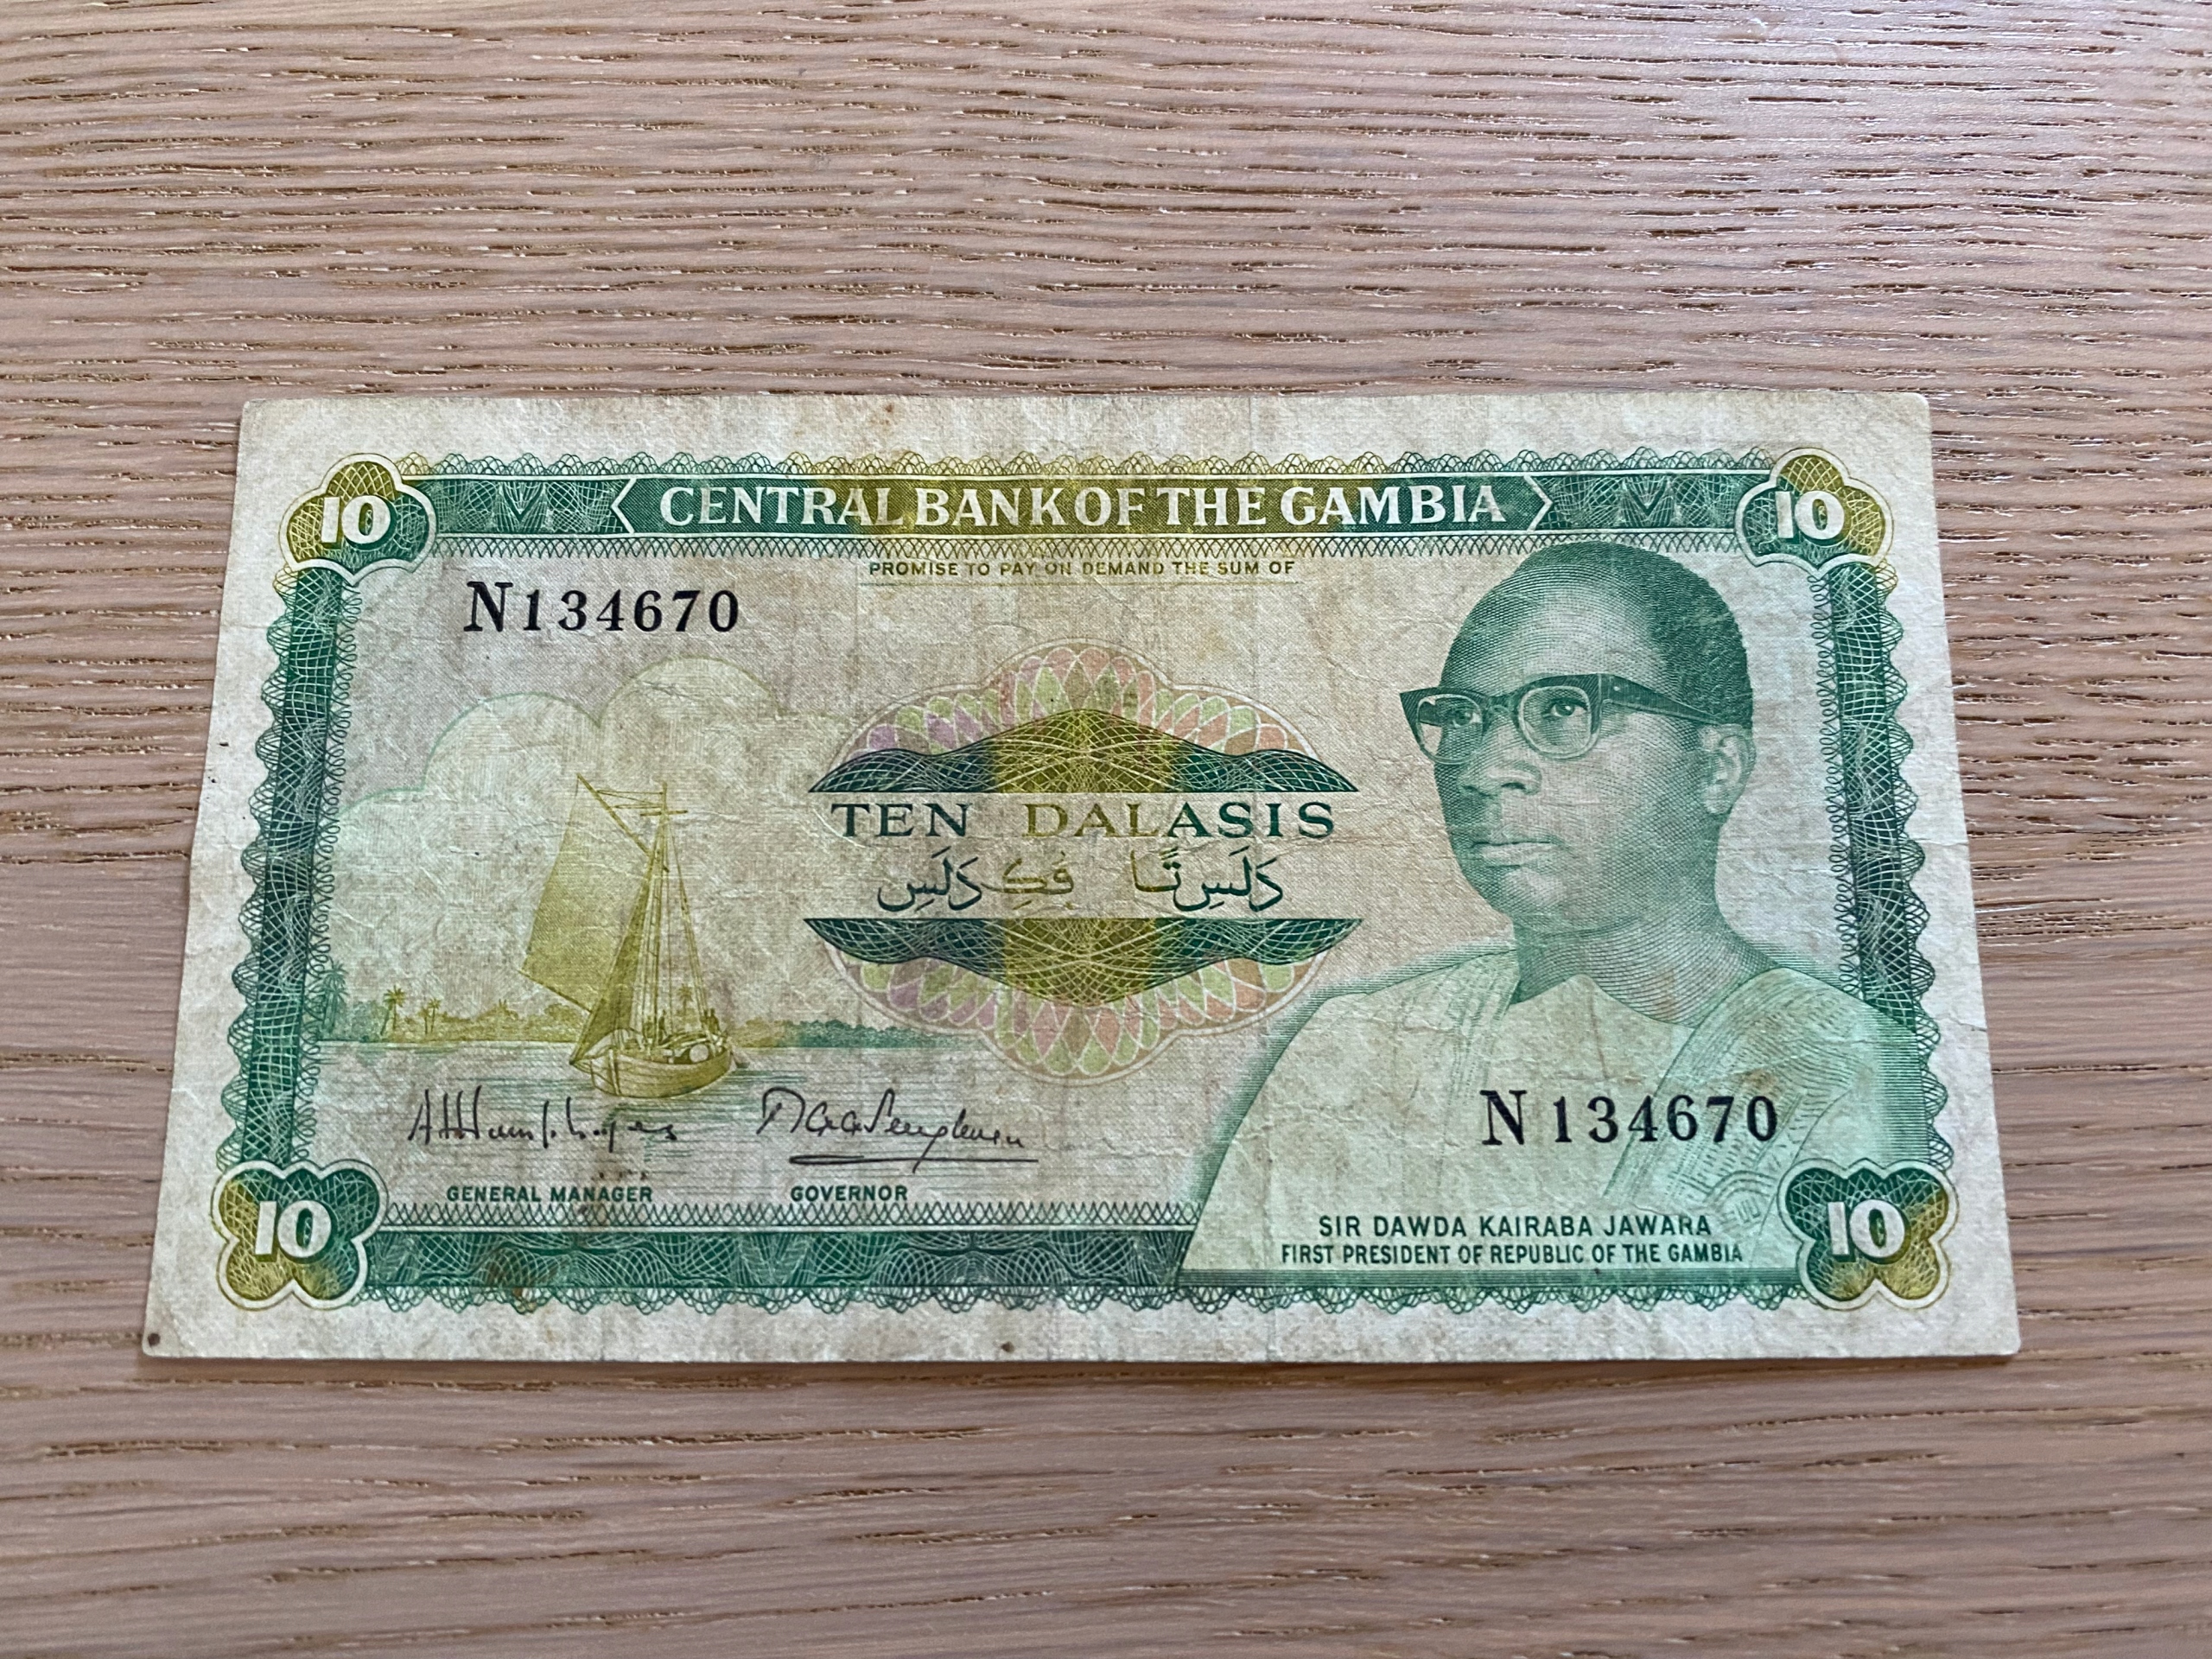 10
CENTRAL BANK OF THE GAMBIA
10
PROMISE TO PAY ON DEMAND THE SUM OF
N134670
TEN DALASIS
دَلَسِ تًا فُكِ دَلَسِ
N134670
GENERAL MANAGER
GOVERNOR
SIR DAWDA KAIRABA JAWARA
FIRST PRESIDENT OF REPUBLIC OF THE GAMBIA
10
10